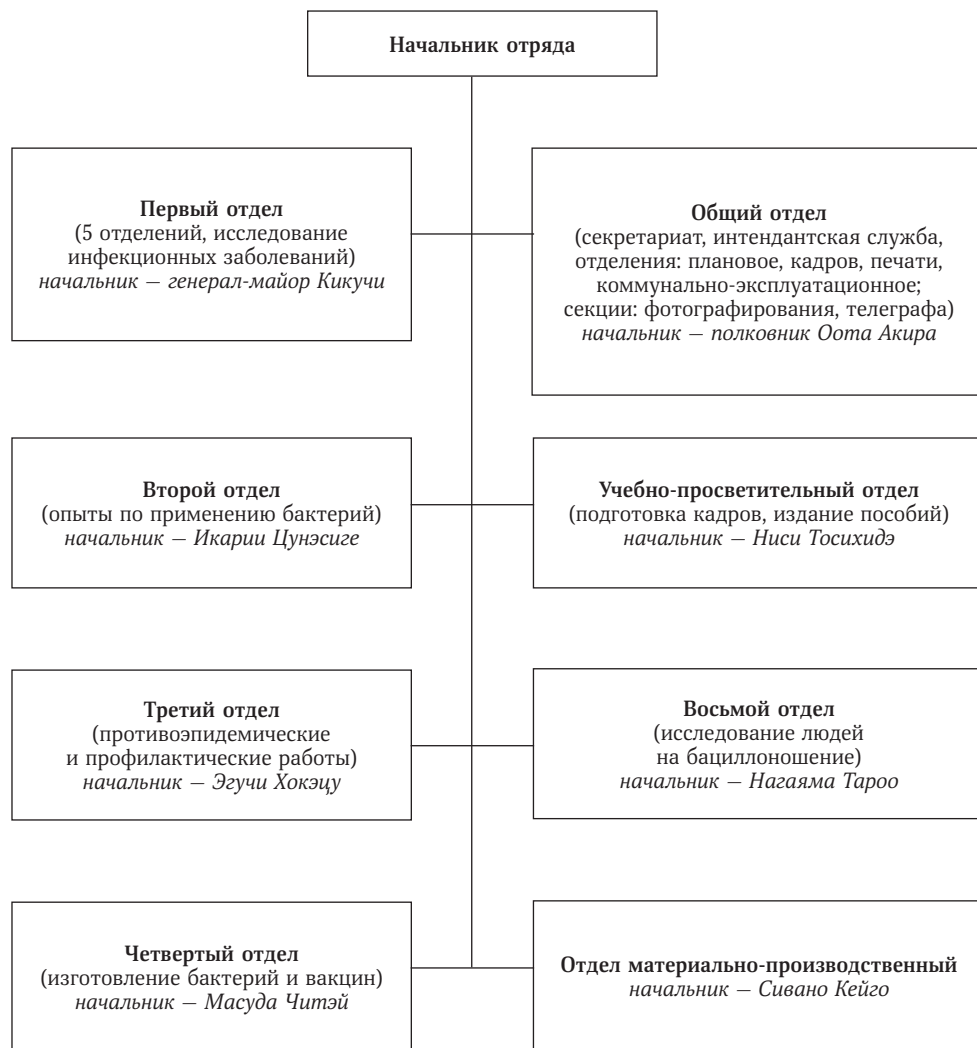 Начальник отряда
Первый отдел
(5 отделений, исследование
инфекционных заболеваний)
начальник — генерал-майор Кикучи
Общий отдел
(секретариат, интендантская служба,
отделения: плановое, кадров, печати,
коммунально-эксплуатационное;
секции: фотографирования, телеграфа)
начальник — полковник Оота Акира
Второй отдел
(опыты по применению бактерий)
начальник — Икарии Цунэсиге
Учебно-просветительный отдел
(подготовка кадров, издание пособий)
начальник — Ниси Тосихидэ
Третий отдел
(противоэпидемические
и профилактические работы)
начальник — Эгучи Хокэцу
Восьмой отдел
(исследование людей
на бациллоношение)
начальник — Нагаяма Тароо
Четвертый отдел
(изготовление бактерий и вакцин)
начальник — Масуда Читэй
Отдел материально-производственный
начальник — Сивано Кейго